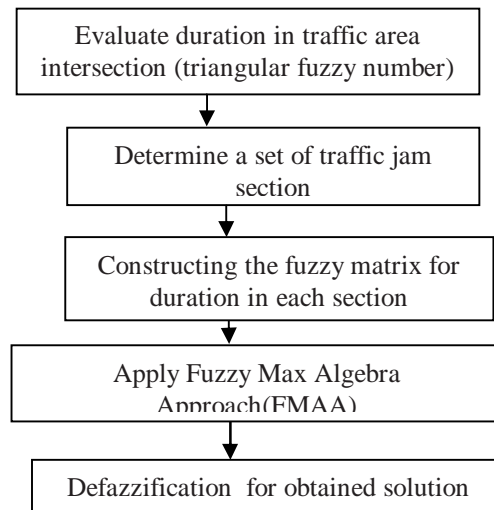 Evaluate duration in traffic area
intersection (triangular fuzzy number)
Determine a set of traffic jam
section
Constructing the fuzzy matrix for
duration in each section
Apply Fuzzy Max Algebra
Approach(FMAA)
Defazzification for obtained solution